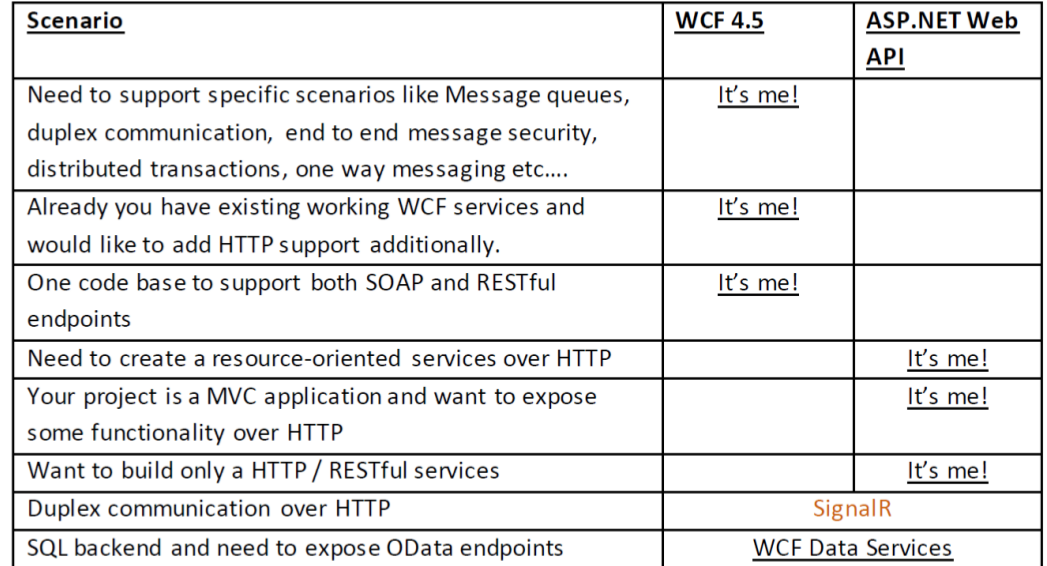 Scenario WCF 4.5 ASP.NET Web
API
Need to support specific scenarios like Message queues, It's me!
duplex communication, end to end message security,
distributed transactions, one way messaging etc....
Already you have existing working WCF services and It's me!
would like to add HTTP support additionally.
One code base to support both SOAP and RESTful It's me!
endpoints
Need to create a resource-oriented services over HTTP It's me!
Your project is a MVC application and want to expose It's me!
some functionality over HTTP
Want to build only a HTTP / RESTful services It's me!
Duplex communication over HTTP SignalR
SQL backend and need to expose OData endpoints WCF Data Services